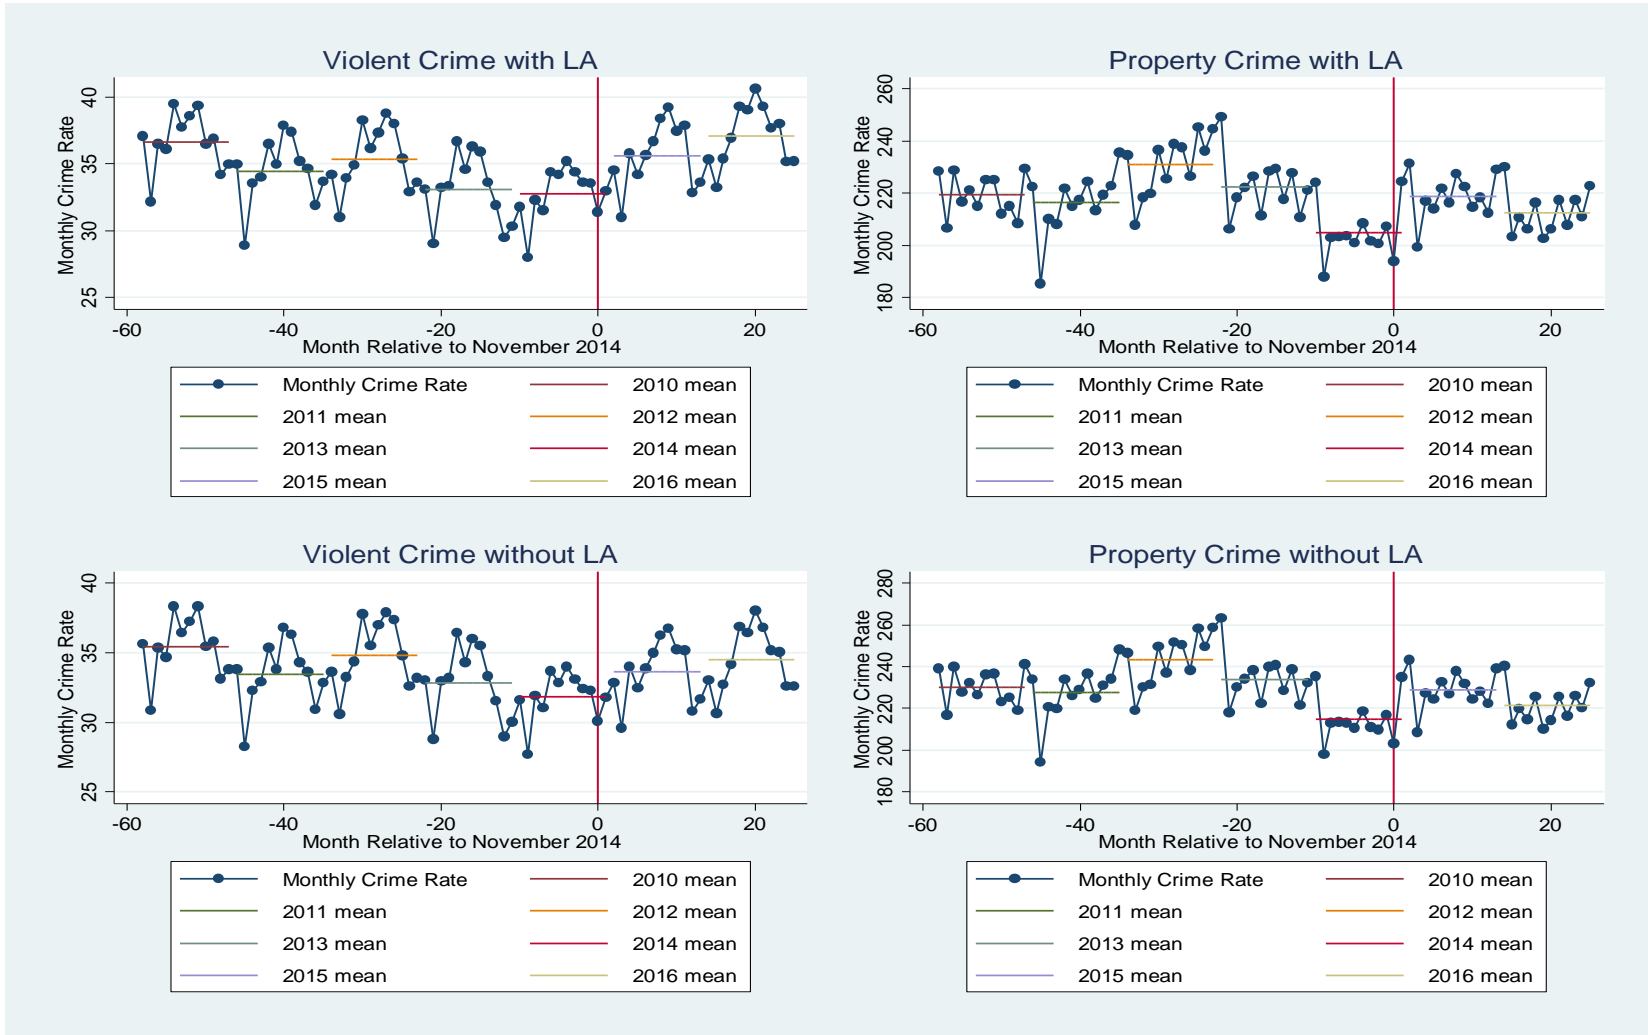 Violent Crime with LA
Monthly Crime Rate
40
35
30
25
-60 -40 -20 0 20
Month Relative to November 2014
Monthly Crime Rate 2010 mean
2011 mean 2012 mean
2013 mean 2014 mean
2015 mean 2016 mean
Property Crime with LA
Monthly Crime Rate
260
240
220
200
180
-60 -40 -20 0 20
Month Relative to November 2014
Monthly Crime Rate 2010 mean
2011 mean 2012 mean
2013 mean 2014 mean
2015 mean 2016 mean
Violent Crime without LA
Monthly Crime Rate
40
35
30
25
-60 -40 -20 0 20
Month Relative to November 2014
Monthly Crime Rate 2010 mean
2011 mean 2012 mean
2013 mean 2014 mean
2015 mean 2016 mean
Property Crime without LA
Monthly Crime Rate
280
260
240
220
200
180
-60 -40 -20 0 20
Month Relative to November 2014
Monthly Crime Rate 2010 mean
2011 mean 2012 mean
2013 mean 2014 mean
2015 mean 2016 mean